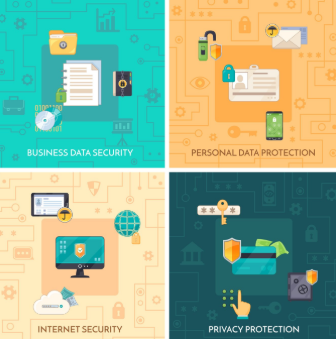 BUSINESS DATA SECURITY
PERSONAL DATA PROTECTION
INTERNET SECURITY
PRIVACY PROTECTION